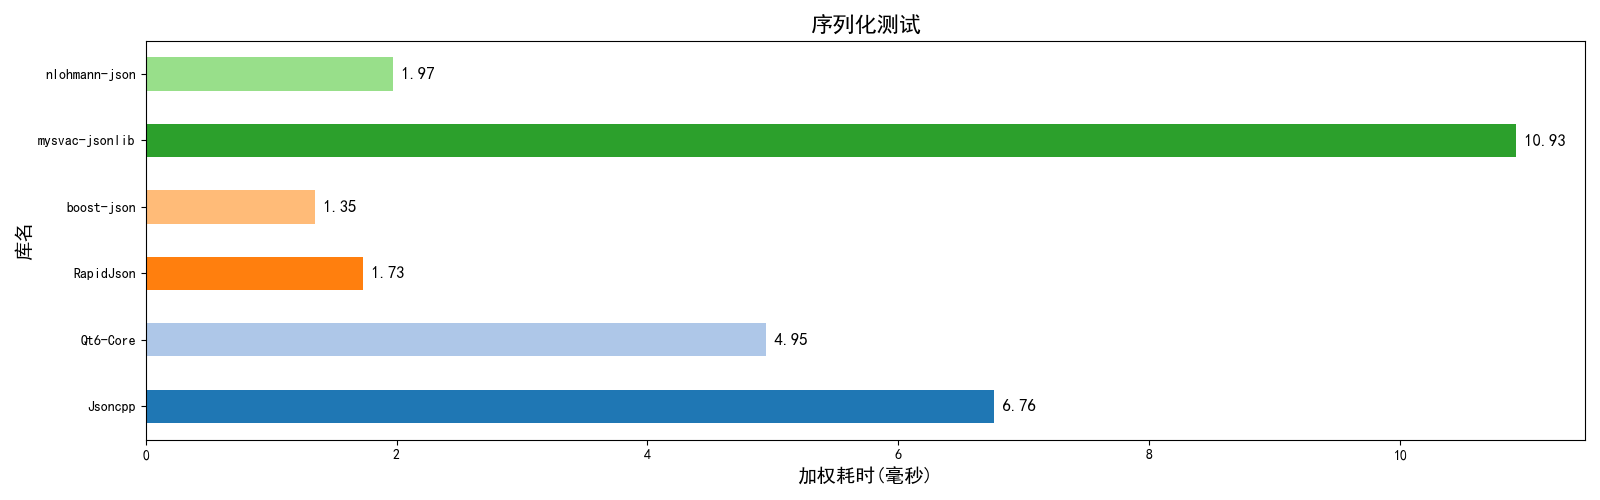 序列化测试
库名
nlohmann-json
1.97
mysvac-jsonlib
10.93
boost-json
1.35
RapidJson
1.73
Qt6-Core
4.95
Jsoncpp
6.76
0 2 4 6 8 10
加权耗时(毫秒)